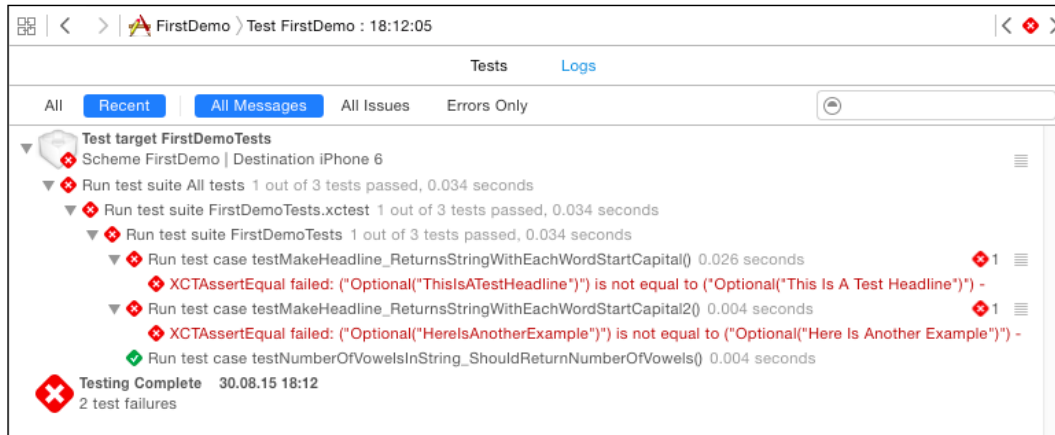 FirstDemo Test FirstDemo : 18:12:05
Tests Logs
All Recent All Messages All Issues Errors Only
Test target FirstDemoTests
Scheme FirstDemo | Destination iPhone 6
Run test suite All tests 1 out of 3 tests passed, 0.034 seconds
Run test suite FirstDemoTests.xctest 1 out of 3 tests passed, 0.034 seconds
Run test suite FirstDemoTests 1 out of 3 tests passed, 0.034 seconds
Run test case testMakeHeadline_ReturnsStringWithEachWordStartCapital() 0.026 seconds 1
XCTAssertEqual failed: ("Optional("ThisIsATestHeadline")") is not equal to ("Optional("This Is A Test Headline")") -
Run test case testMakeHeadline_ReturnsStringWithEachWordStartCapital2() 0.004 seconds 1
XCTAssertEqual failed: ("Optional("HereIsAnotherExample")") is not equal to ("Optional("Here Is Another Example")") -
Run test case testNumberOfVowelsInString_ShouldReturnNumberOfVowels() 0.004 seconds
Testing Complete 30.08.15 18:12
2 test failures